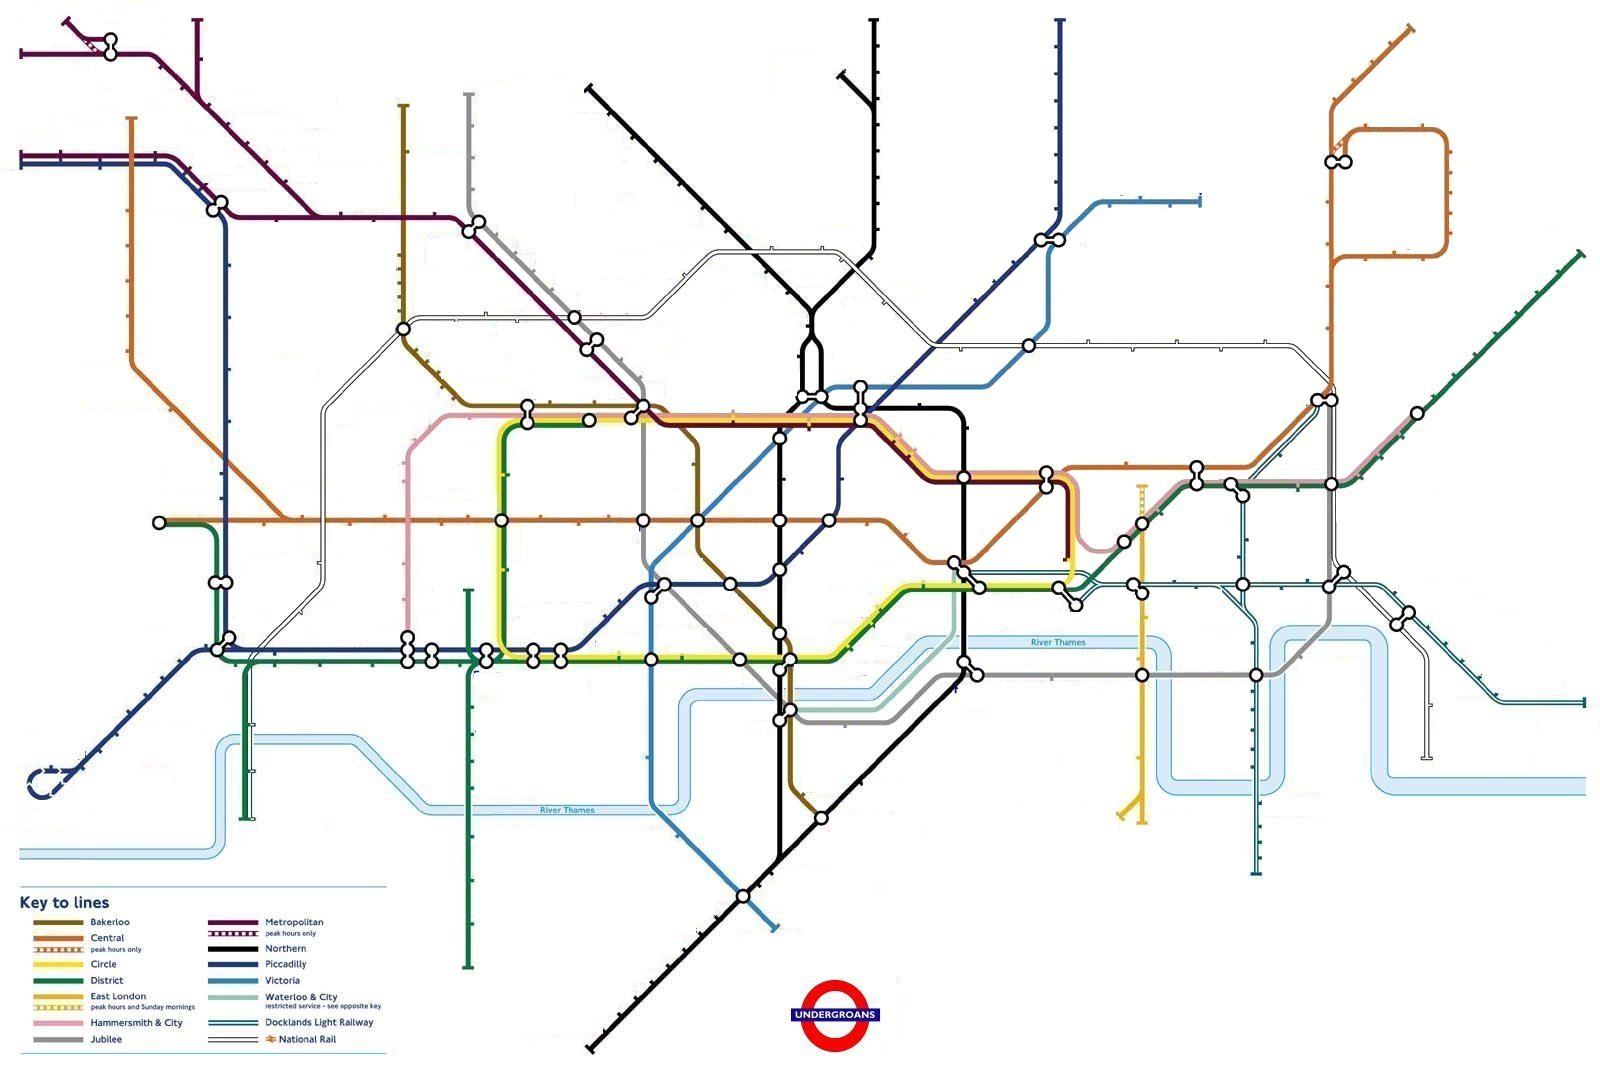 River Thames
River Thames
Key to lines
Bakerloo
Central
peak hours only
Circle
District
East London
peak hours and Sunday mornings
Hammersmith & City
Jubilee
Metropolitan
peak hours only
Northern
Piccadilly
Victoria
Waterloo & City
restricted service - see opposite key
Docklands Light Railway
National Rail
UNDERGROANS